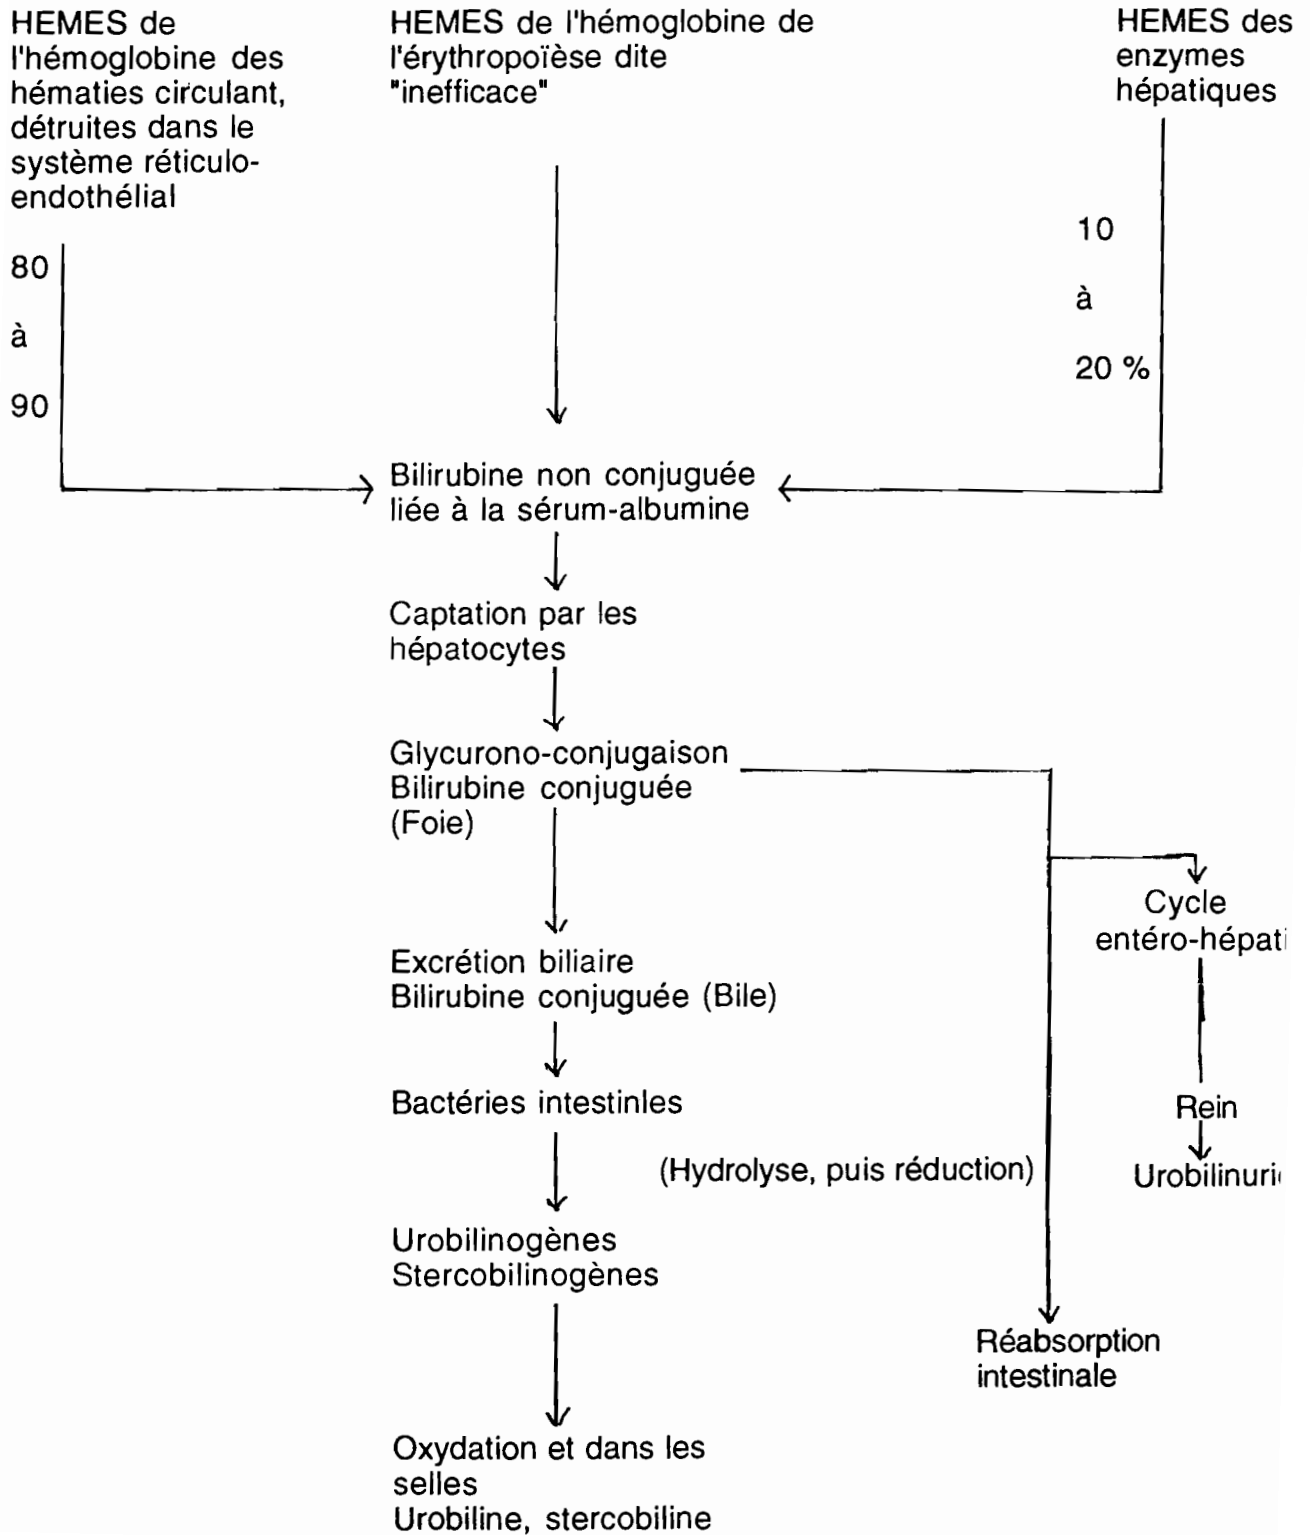 HEMES de
l'hémoglobine des
hématies circulant,
détruites dans le
système réticulo-
endothélial
HEMES de l'hémoglobine de
l'érythropoïèse dite
"inefficace"
HEMES des
enzymes
hépatiques
80
à
90
10
à
20 %
Bilirubine non conjuguée
liée à la sérum-albumine
Captation par les
hépatocytes
Glycurono-conjugaison
Bilirubine conjuguée
(Foie)
Cycle
entéro-hépati
Excrétion biliaire
Bilirubine conjuguée (Bile)
Bactéries intestinles
Rein
(Hydrolyse, puis réduction)
Urobilinuri
Urobilinogènes
Stercobilinogènes
Réabsorption
intestinale
Oxydation et dans les
selles
Urobiline, stercobiline